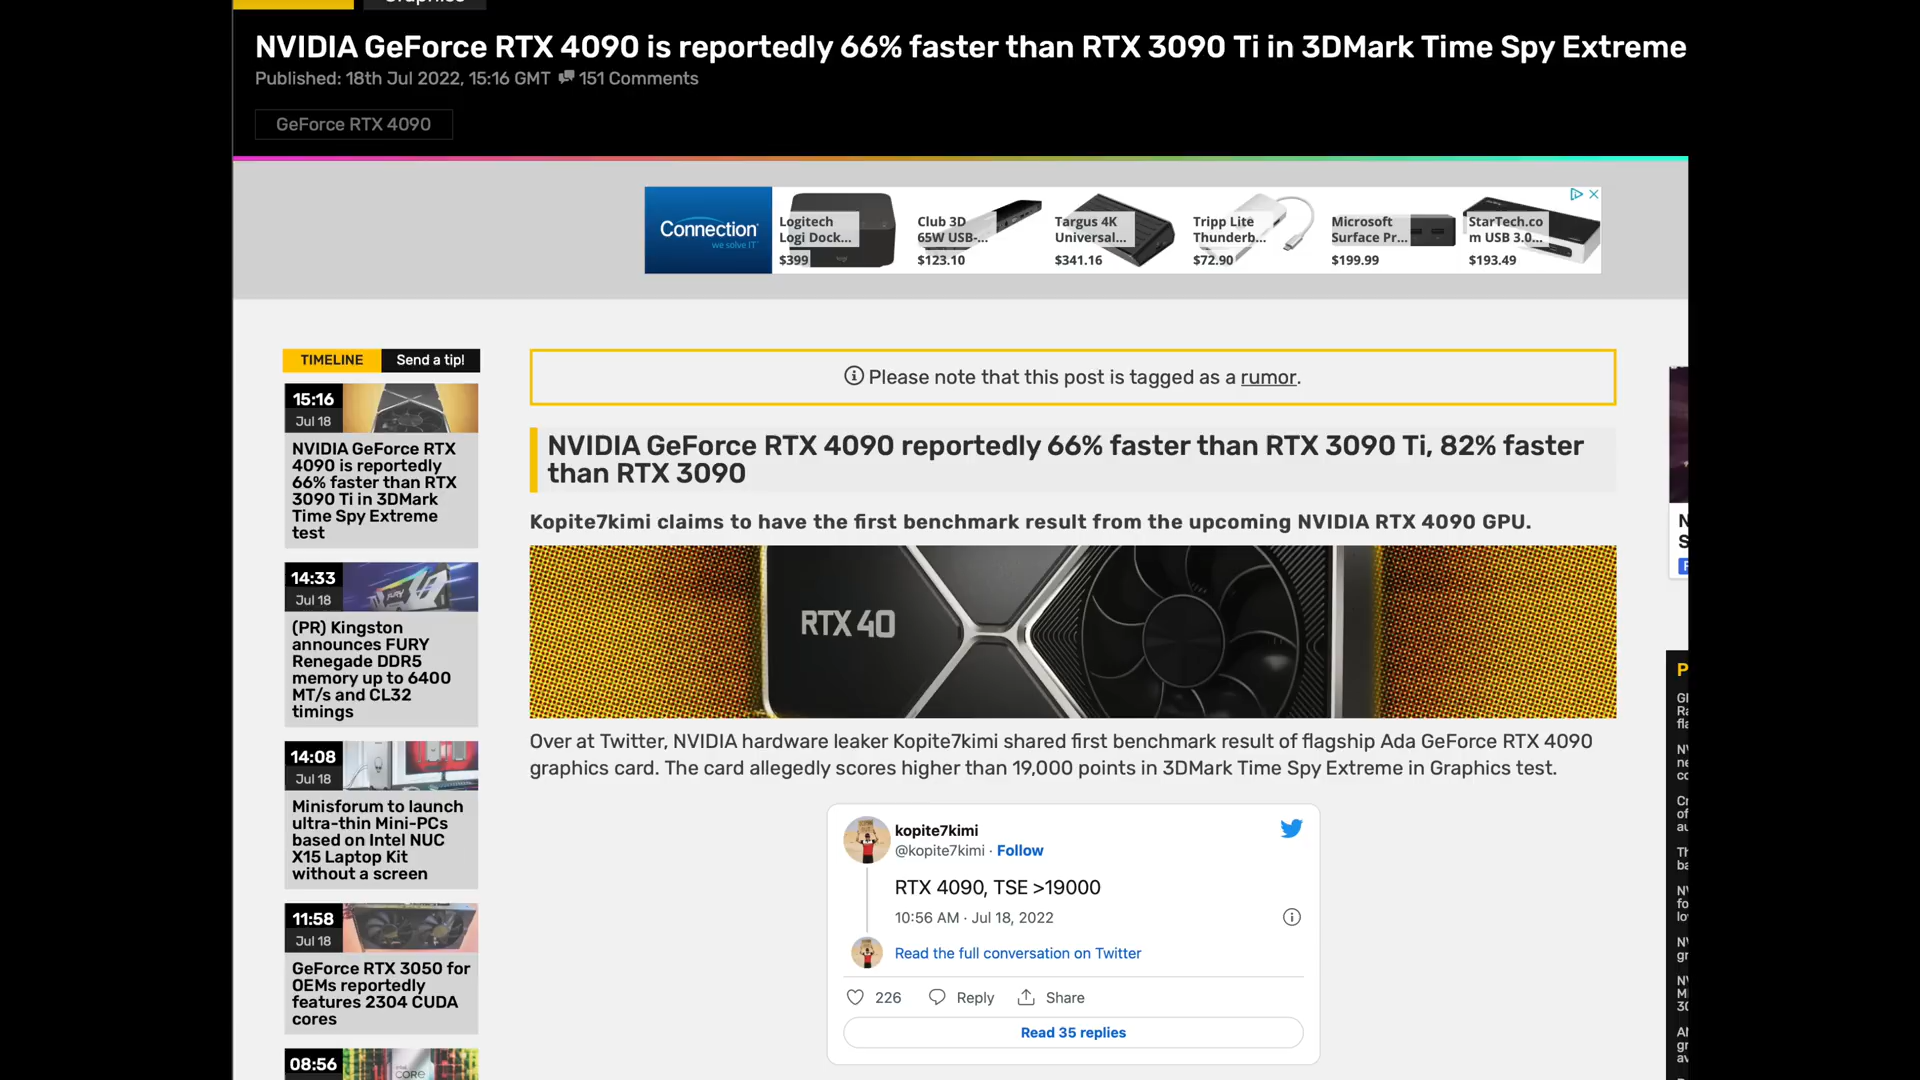 Graphics
NVIDIA GeForce RTX 4090 is reportedly 66% faster than RTX 3090 Ti in 3DMark Time Spy Extreme
Published: 18th Jul 2022, 15:16 GMT 151 Comments
GeForce RTX 4090
Connection
we solve IT
Logitech
Logi Dock...
$399
Club 3D
65W USB-...
$123.10
Targus 4K
Universal...
$341.16
Tripp Lite
Thunderb...
$72.90
Microsoft
Surface Pr...
$199.99
StarTech.co
m USB 3.0...
$193.49
TIMELINE Send a tip!
15:16
Jul 18
NVIDIA GeForce RTX
4090 is reportedly
66% faster than RTX
3090 Ti in 3DMark
Time Spy Extreme
test
14:33
Jul 18
FURY
(PR) Kingston
announces FURY
Renegade DDR5
memory up to 6400
MT/s and CL32
timings
14:08
Jul 18
Minisforum to launch
ultra-thin Mini-PCs
based on Intel NUC
X15 Laptop Kit
without a screen
11:58
Jul 18
GeForce RTX 3050 for
OEMs reportedly
features 2304 CUDA
cores
08:56
CORE
Please note that this post is tagged as a rumor.
NVIDIA GeForce RTX 4090 reportedly 66% faster than RTX 3090 Ti, 82% faster
than RTX 3090
Kopite7kimi claims to have the first benchmark result from the upcoming NVIDIA RTX 4090 GPU.
RTX 40
Over at Twitter, NVIDIA hardware leaker Kopite7kimi shared first benchmark result of flagship Ada GeForce RTX 4090
graphics card. The card allegedly scores higher than 19,000 points in 3DMark Time Spy Extreme in Graphics test.
kopite7kimi
@kopite7kimi · Follow
RTX 4090, TSE >19000
10:56 AM · Jul 18, 2022
Read the full conversation on Twitter
226 Reply Share
Read 35 replies